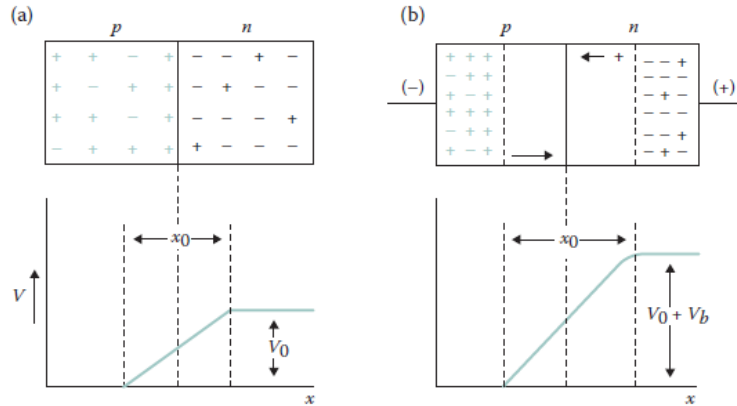 (a)
p
n
+ + − + − − + −
+ − + + − + − −
+ + − + − − − +
− + + + + − − −
x0
V
V0
x
(b)
p
n
(−)
(+)
+ + +
− + +
+ − +
+ + +
− + +
+ + −
+
− − +
− − −
− + −
− − −
− − +
− + −
x0
V0 + Vb
x